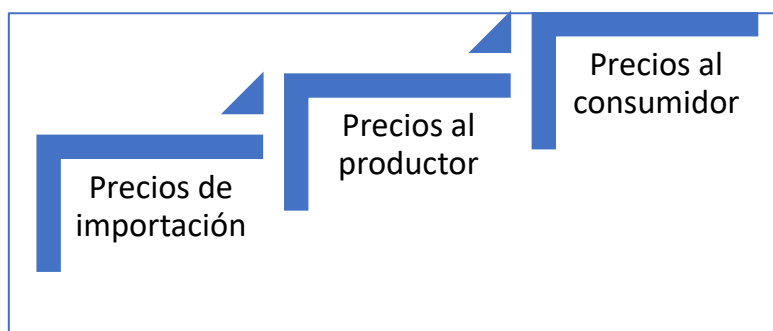 Precios de
importación
Precios al
productor
Precios al
consumidor